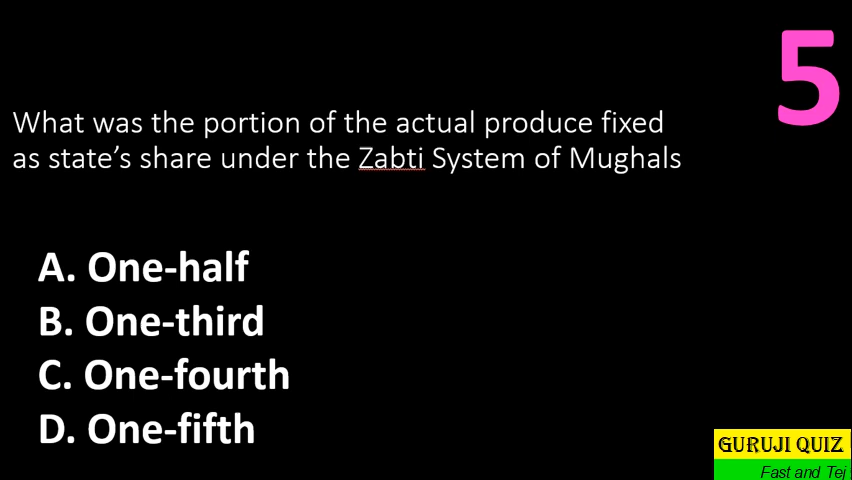 5
What was the portion of the actual produce fixed
as state’s share under the Zabti System of Mughals
A. One-half
B. One-third
C. One-fourth
D. One-fifth
GURUJI QUIZ
Fast and Tej